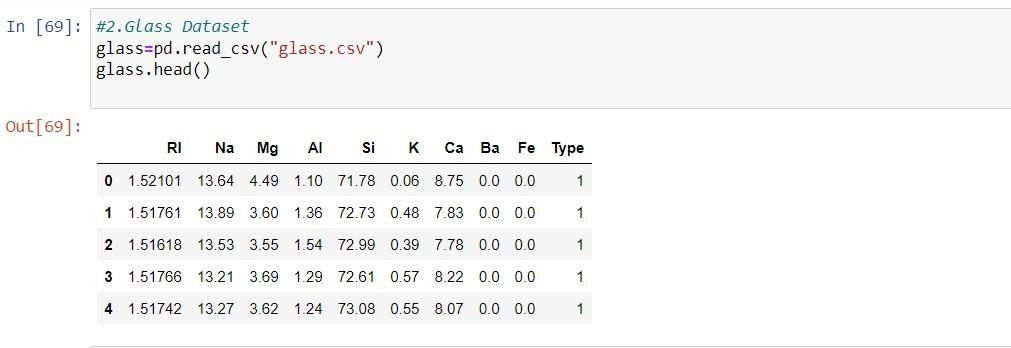 In [69]: #2.Glass Dataset
glass=pd.read_csv("glass.csv")
glass.head()
Out[69]:
RI Na Mg Al Si K Ca Ba Fe Type
0 1.52101 13.64 4.49 1.10 71.78 0.06 8.75 0.0 0.0 1
1 1.51761 13.89 3.60 1.36 72.73 0.48 7.83 0.0 0.0 1
2 1.51618 13.53 3.55 1.54 72.99 0.39 7.78 0.0 0.0 1
3 1.51766 13.21 3.69 1.29 72.61 0.57 8.22 0.0 0.0 1
4 1.51742 13.27 3.62 1.24 73.08 0.55 8.07 0.0 0.0 1